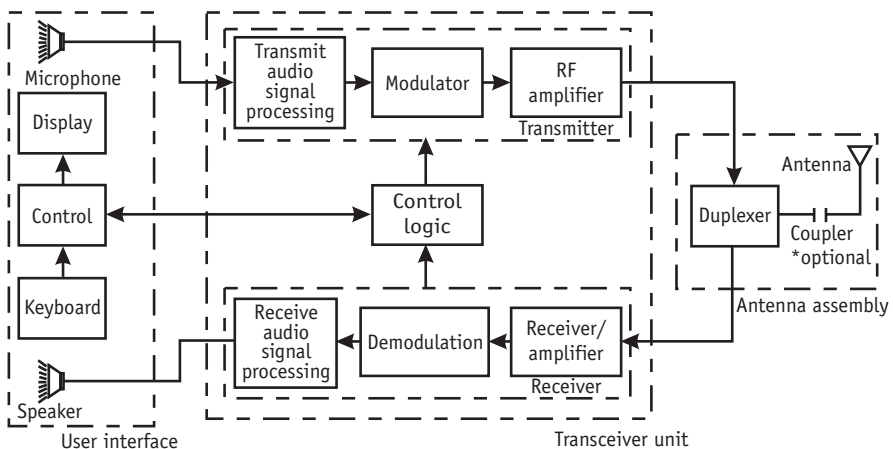 Microphone
Display
Control
Keyboard
Speaker
User interface
Transmit
audio
signal
processing
Modulator
RF
amplifier
Transmitter
Control
logic
Receive
audio
signal
processing
Demodulation
Receiver/
amplifier
Receiver
Transceiver unit
Antenna
Duplexer
Coupler
*optional
Antenna assembly